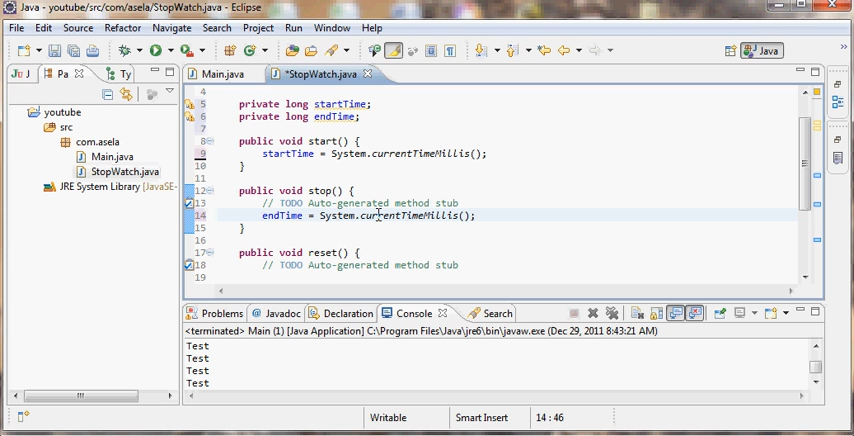 Java - youtube/src/com/asela/StopWatch.java - Eclipse
File Edit Source Refactor Navigate Search Project Run Window Help
Java
Ju J Pa Ty
Main.java *StopWatch.java
youtube
src
com.asela
Main.java
StopWatch.java
JRE System Library [JavaSE-
4
5 private long startTime;
6 private long endTime;
7
8 public void start() {
9 startTime = System.currentTimeMillis();
10 }
11
12 public void stop() {
13 // TODO Auto-generated method stub
14 endTime = System.currentTimeMillis();
15 }
16
17 public void reset() {
18 // TODO Auto-generated method stub
19
Problems @ Javadoc Declaration Console Search
<terminated> Main (1) [Java Application] C:\Program Files\Java\jre6\bin\javaw.exe (Dec 29, 2011 8:43:21 AM)
Test
Test
Test
Test
Writable Smart Insert 14 : 46